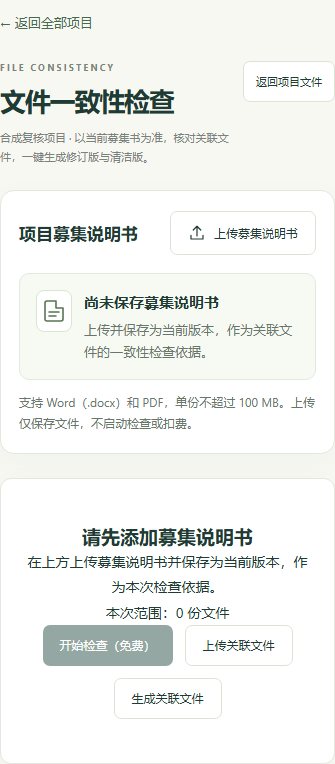 ← 返回全部项目
FILE CONSISTENCY
返回项目文件
文件一致性检查
合成复核项目 · 以当前募集书为准，核对关联文
件，一键生成修订版与清洁版。
项目募集说明书
上传募集说明书
尚未保存募集说明书
上传并保存为当前版本，作为关联文
件的一致性检查依据。
支持 Word（.docx）和 PDF，单份不超过 100 MB。上传
仅保存文件，不启动检查或扣费。
请先添加募集说明书
在上方上传募集说明书并保存为当前版本，作
为本次检查依据。
本次范围：0 份文件
开始检查（免费）
上传关联文件
生成关联文件